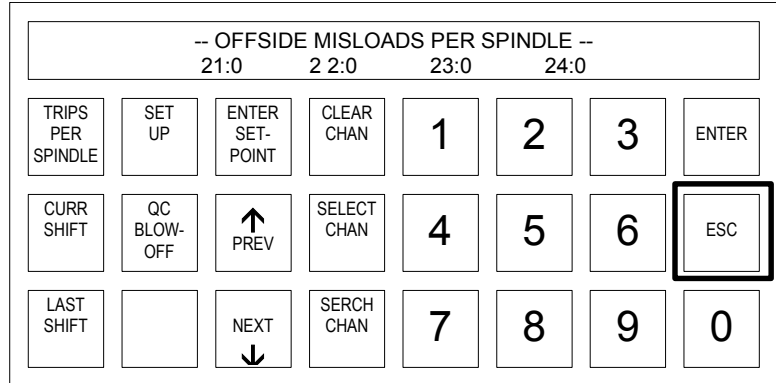 -- OFFSIDE MISLOADS PER SPINDLE --
21:0 2 2:0 23:0 24:0
TRIPS
PER
SPINDLE
SET
UP
ENTER
SET-
POINT
CLEAR
CHAN
1
2
3
ENTER
CURR
SHIFT
QC
BLOW-
OFF
PREV
SELECT
CHAN
4
5
6
ESC
LAST
SHIFT
NEXT
SERCH
CHAN
7
8
9
0